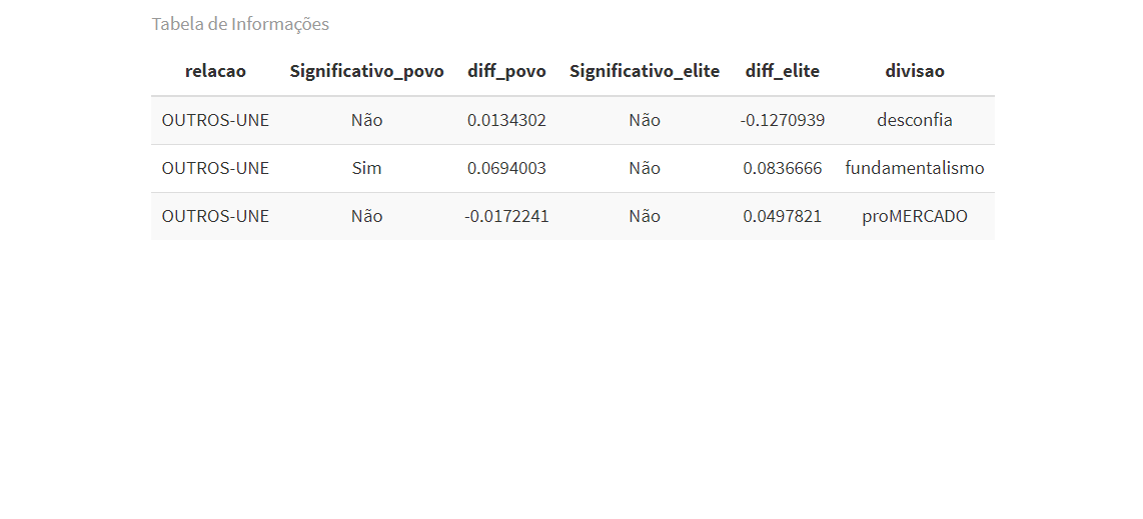 Tabela de Informações
relacao Significativo_povo diff_povo Significativo_elite diff_elite divisao
OUTROS-UNE Não 0.0134302 Não -0.1270939 desconfia
OUTROS-UNE Sim 0.0694003 Não 0.0836666 fundamentalismo
OUTROS-UNE Não -0.0172241 Não 0.0497821 proMERCADO